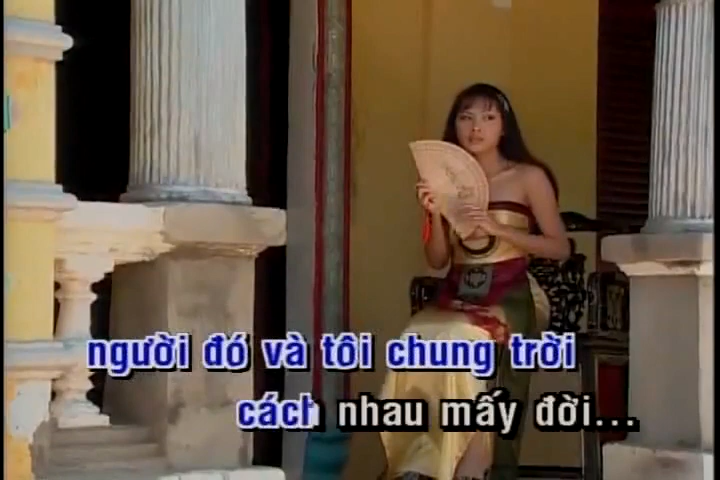 người đó và tôi chung trời
cách nhau mấy đời...